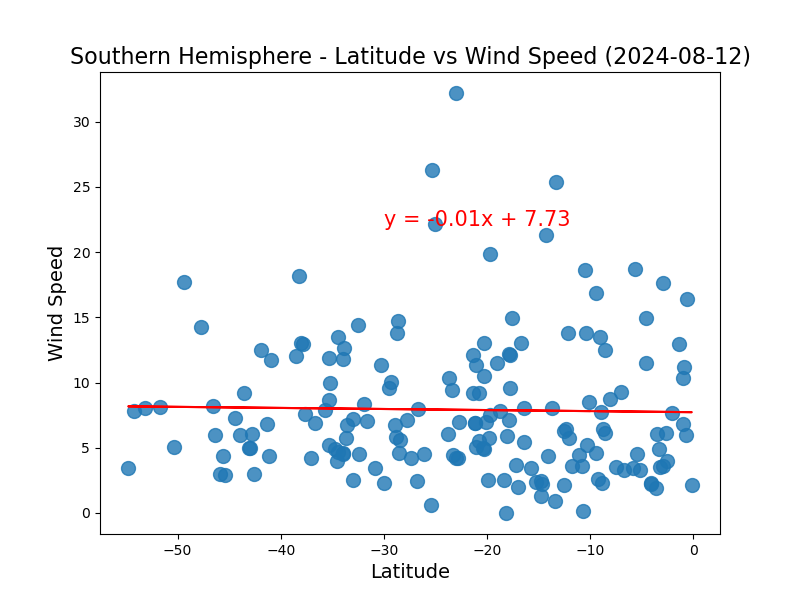 Southern Hemisphere - Latitude vs Wind Speed (2024-08-12)
30
25
y = -0.01x + 7.73
20
15
10
5
0
Wind Speed
−50 −40 −30 −20 −10 0
Latitude